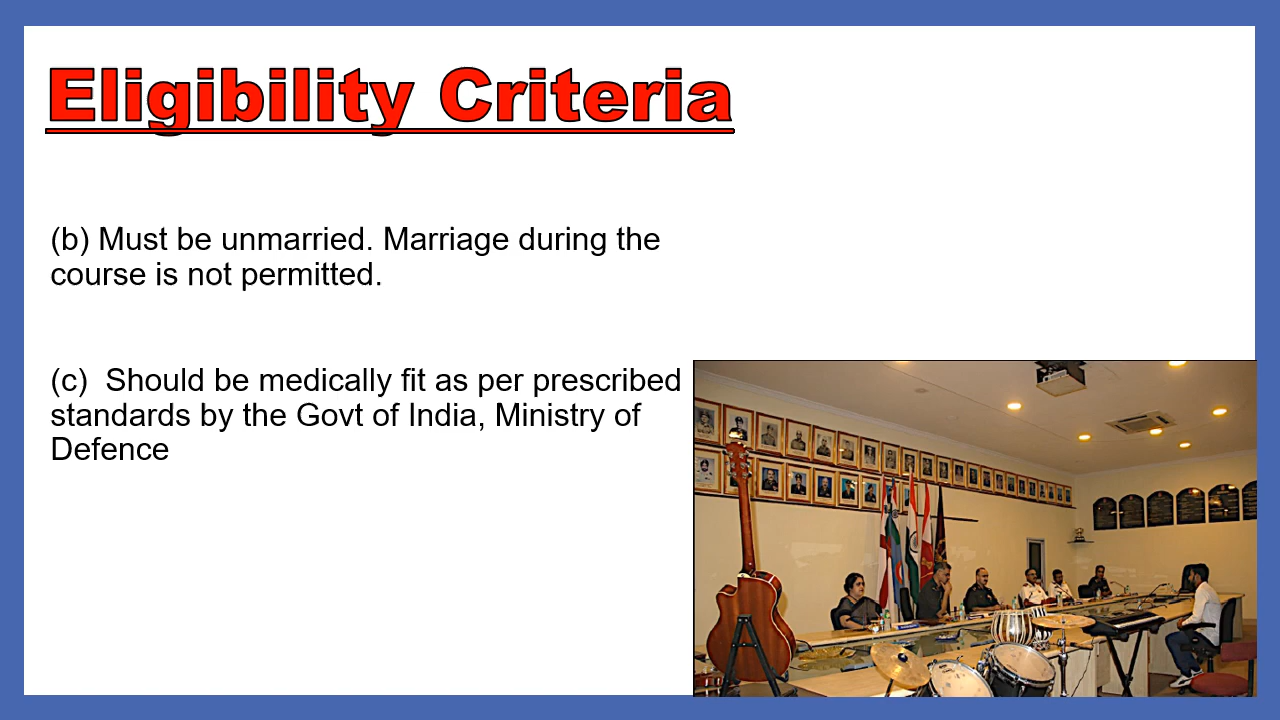 Eligibility Criteria
(b) Must be unmarried. Marriage during the
course is not permitted.
(c)  Should be medically fit as per prescribed
standards by the Govt of India, Ministry of
Defence